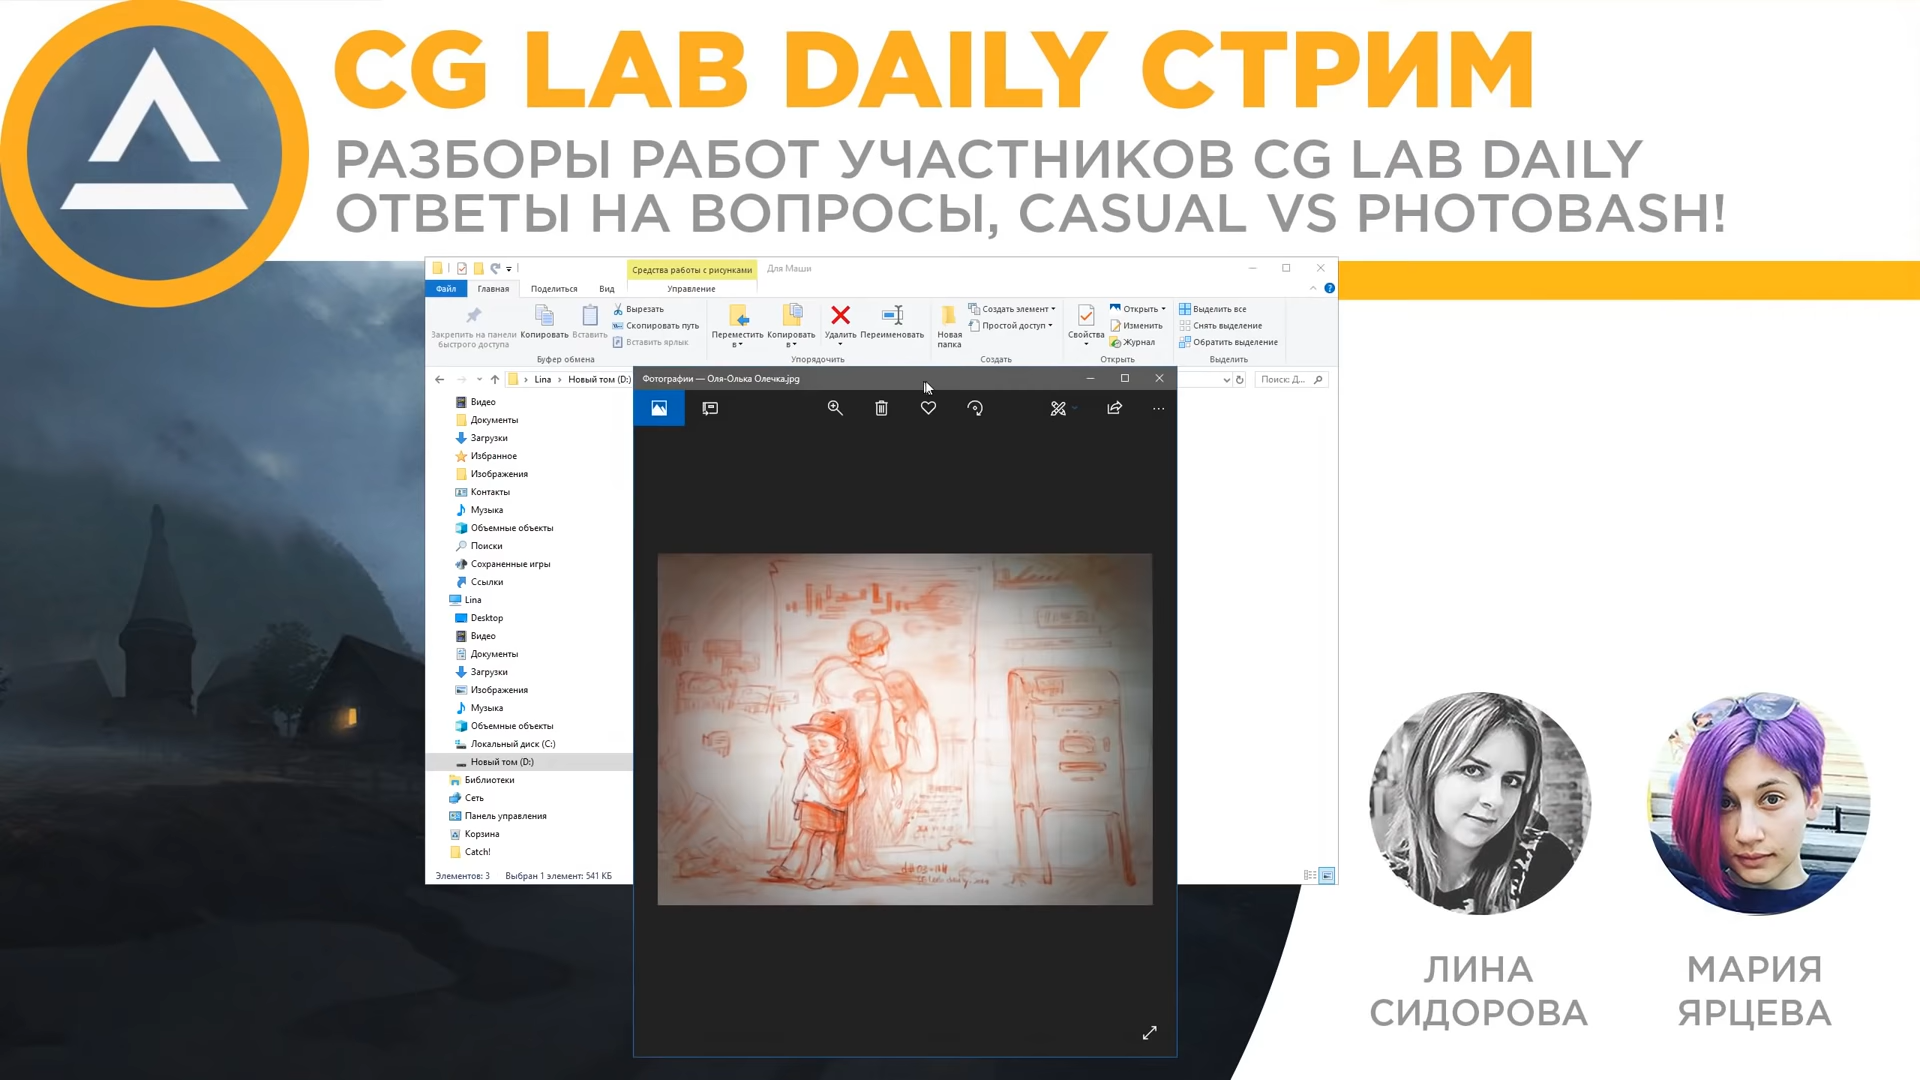 CG LAB DAILY СТРИМ
РАЗБОРЫ РАБОТ УЧАСТНИКОВ CG LAB DAILY
ОТВЕТЫ НА ВОПРОСЫ, CASUAL VS PHOTOBASH!
Средства работы с рисунками
Для Маши
Файл
Главная
Поделиться
Вид
Управление
Закрепить на панели
быстрого доступа
Копировать
Вставить
Вырезать
Скопировать путь
Вставить ярлык
Буфер обмена
Переместить
в
Копировать
в
Удалить
Переименовать
Упорядочить
Новая
папка
Создать элемент
Простой доступ
Создать
Свойства
Открыть
Изменить
Журнал
Открыть
Выделить все
Снять выделение
Обратить выделение
Выделить
Lina
Новый том (D:)
Поиск: Д...
Фотографии — Оля-Олька Олечка.jpg
Видео
Документы
Загрузки
Избранное
Изображения
Контакты
Музыка
Объемные объекты
Поиски
Сохраненные игры
Ссылки
Lina
Desktop
Видео
Документы
Загрузки
Изображения
Музыка
Объемные объекты
Локальный диск (C:)
Новый том (D:)
Библиотеки
Сеть
Панель управления
Корзина
Catch!
Элементов: 3
Выбран 1 элемент: 541 КБ
ЛИНА
СИДОРОВА
МАРИЯ
ЯРЦЕВА